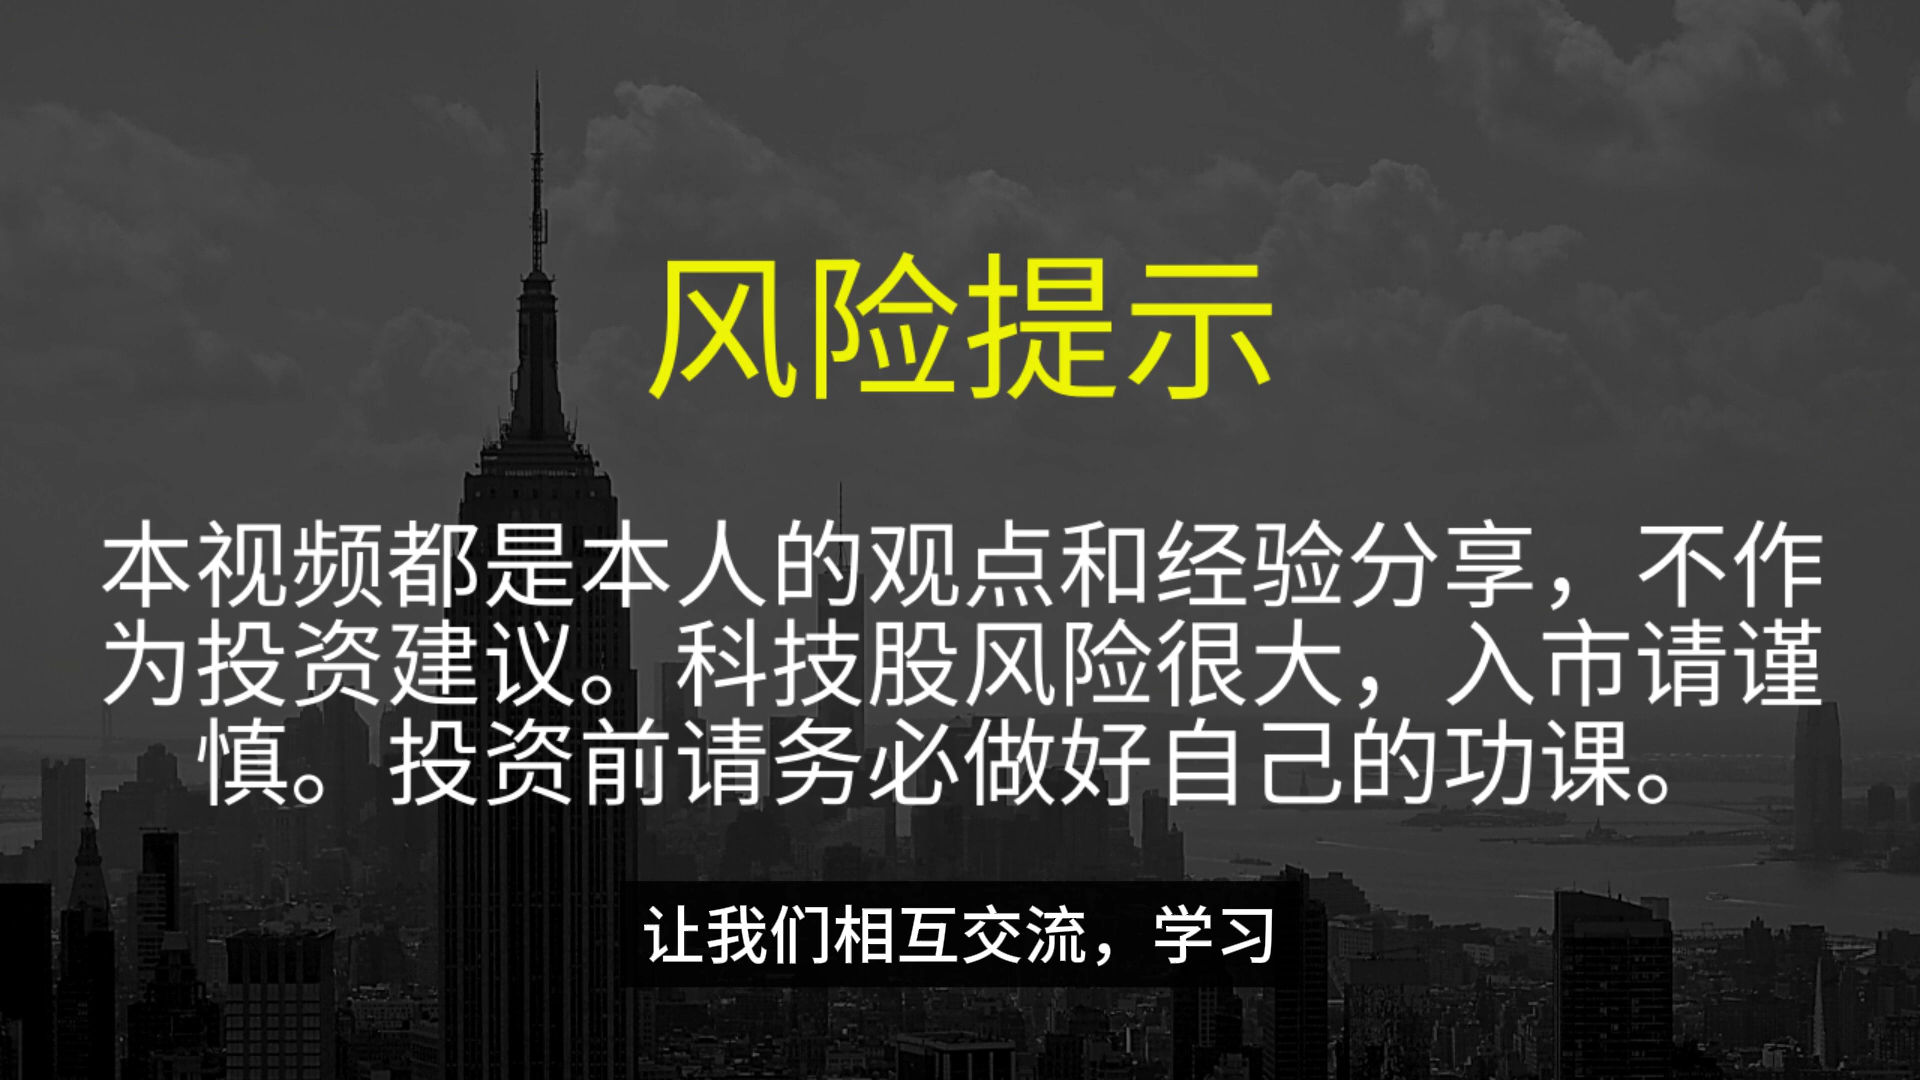 风险提示
本视频都是本人的观点和经验分享，不作
为投资建议。科技股风险很大，入市请谨
慎。投资前请务必做好自己的功课。
让我们相互交流，学习